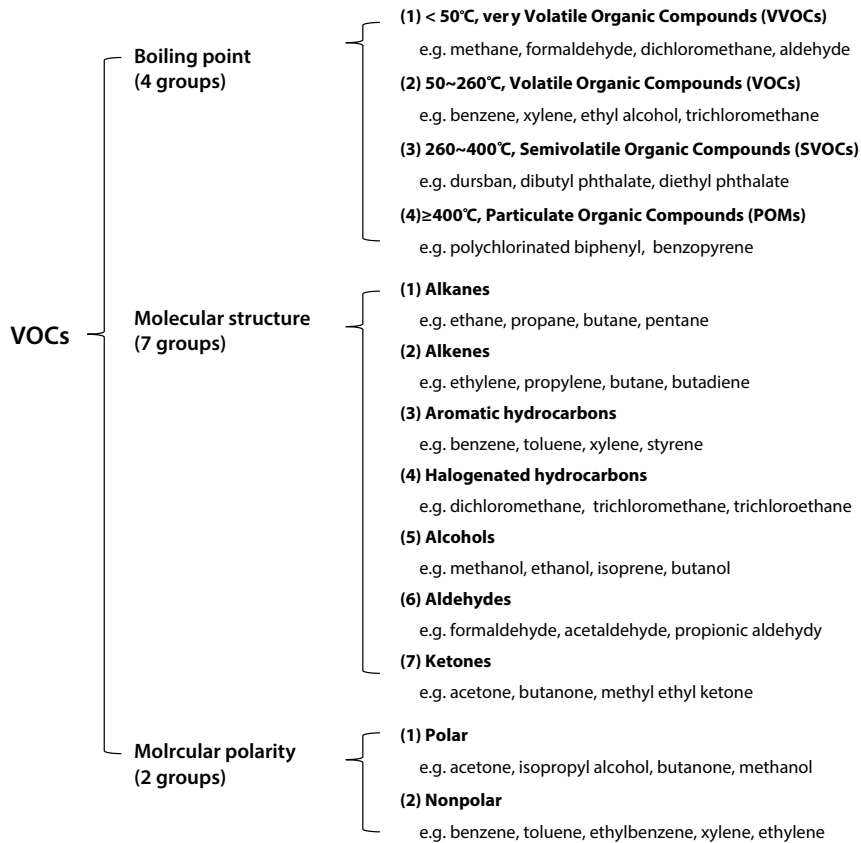 VOCs
Boiling point
(4 groups)
(1) < 50℃, very Volatile Organic Compounds (VVOCs)
e.g. methane, formaldehyde, dichloromethane, aldehyde
(2) 50~260℃, Volatile Organic Compounds (VOCs)
e.g. benzene, xylene, ethyl alcohol, trichloromethane
(3) 260~400℃, Semivolatile Organic Compounds (SVOCs)
e.g. dursban, dibutyl phthalate, diethyl phthalate
(4)≥400℃, Particulate Organic Compounds (POMs)
e.g. polychlorinated biphenyl, benzopyrene
Molecular structure
(7 groups)
(1) Alkanes
e.g. ethane, propane, butane, pentane
(2) Alkenes
e.g. ethylene, propylene, butane, butadiene
(3) Aromatic hydrocarbons
e.g. benzene, toluene, xylene, styrene
(4) Halogenated hydrocarbons
e.g. dichloromethane, trichloromethane, trichloroethane
(5) Alcohols
e.g. methanol, ethanol, isoprene, butanol
(6) Aldehydes
e.g. formaldehyde, acetaldehyde, propionic aldehydy
(7) Ketones
e.g. acetone, butanone, methyl ethyl ketone
Molrcular polarity
(2 groups)
(1) Polar
e.g. acetone, isopropyl alcohol, butanone, methanol
(2) Nonpolar
e.g. benzene, toluene, ethylbenzene, xylene, ethylene